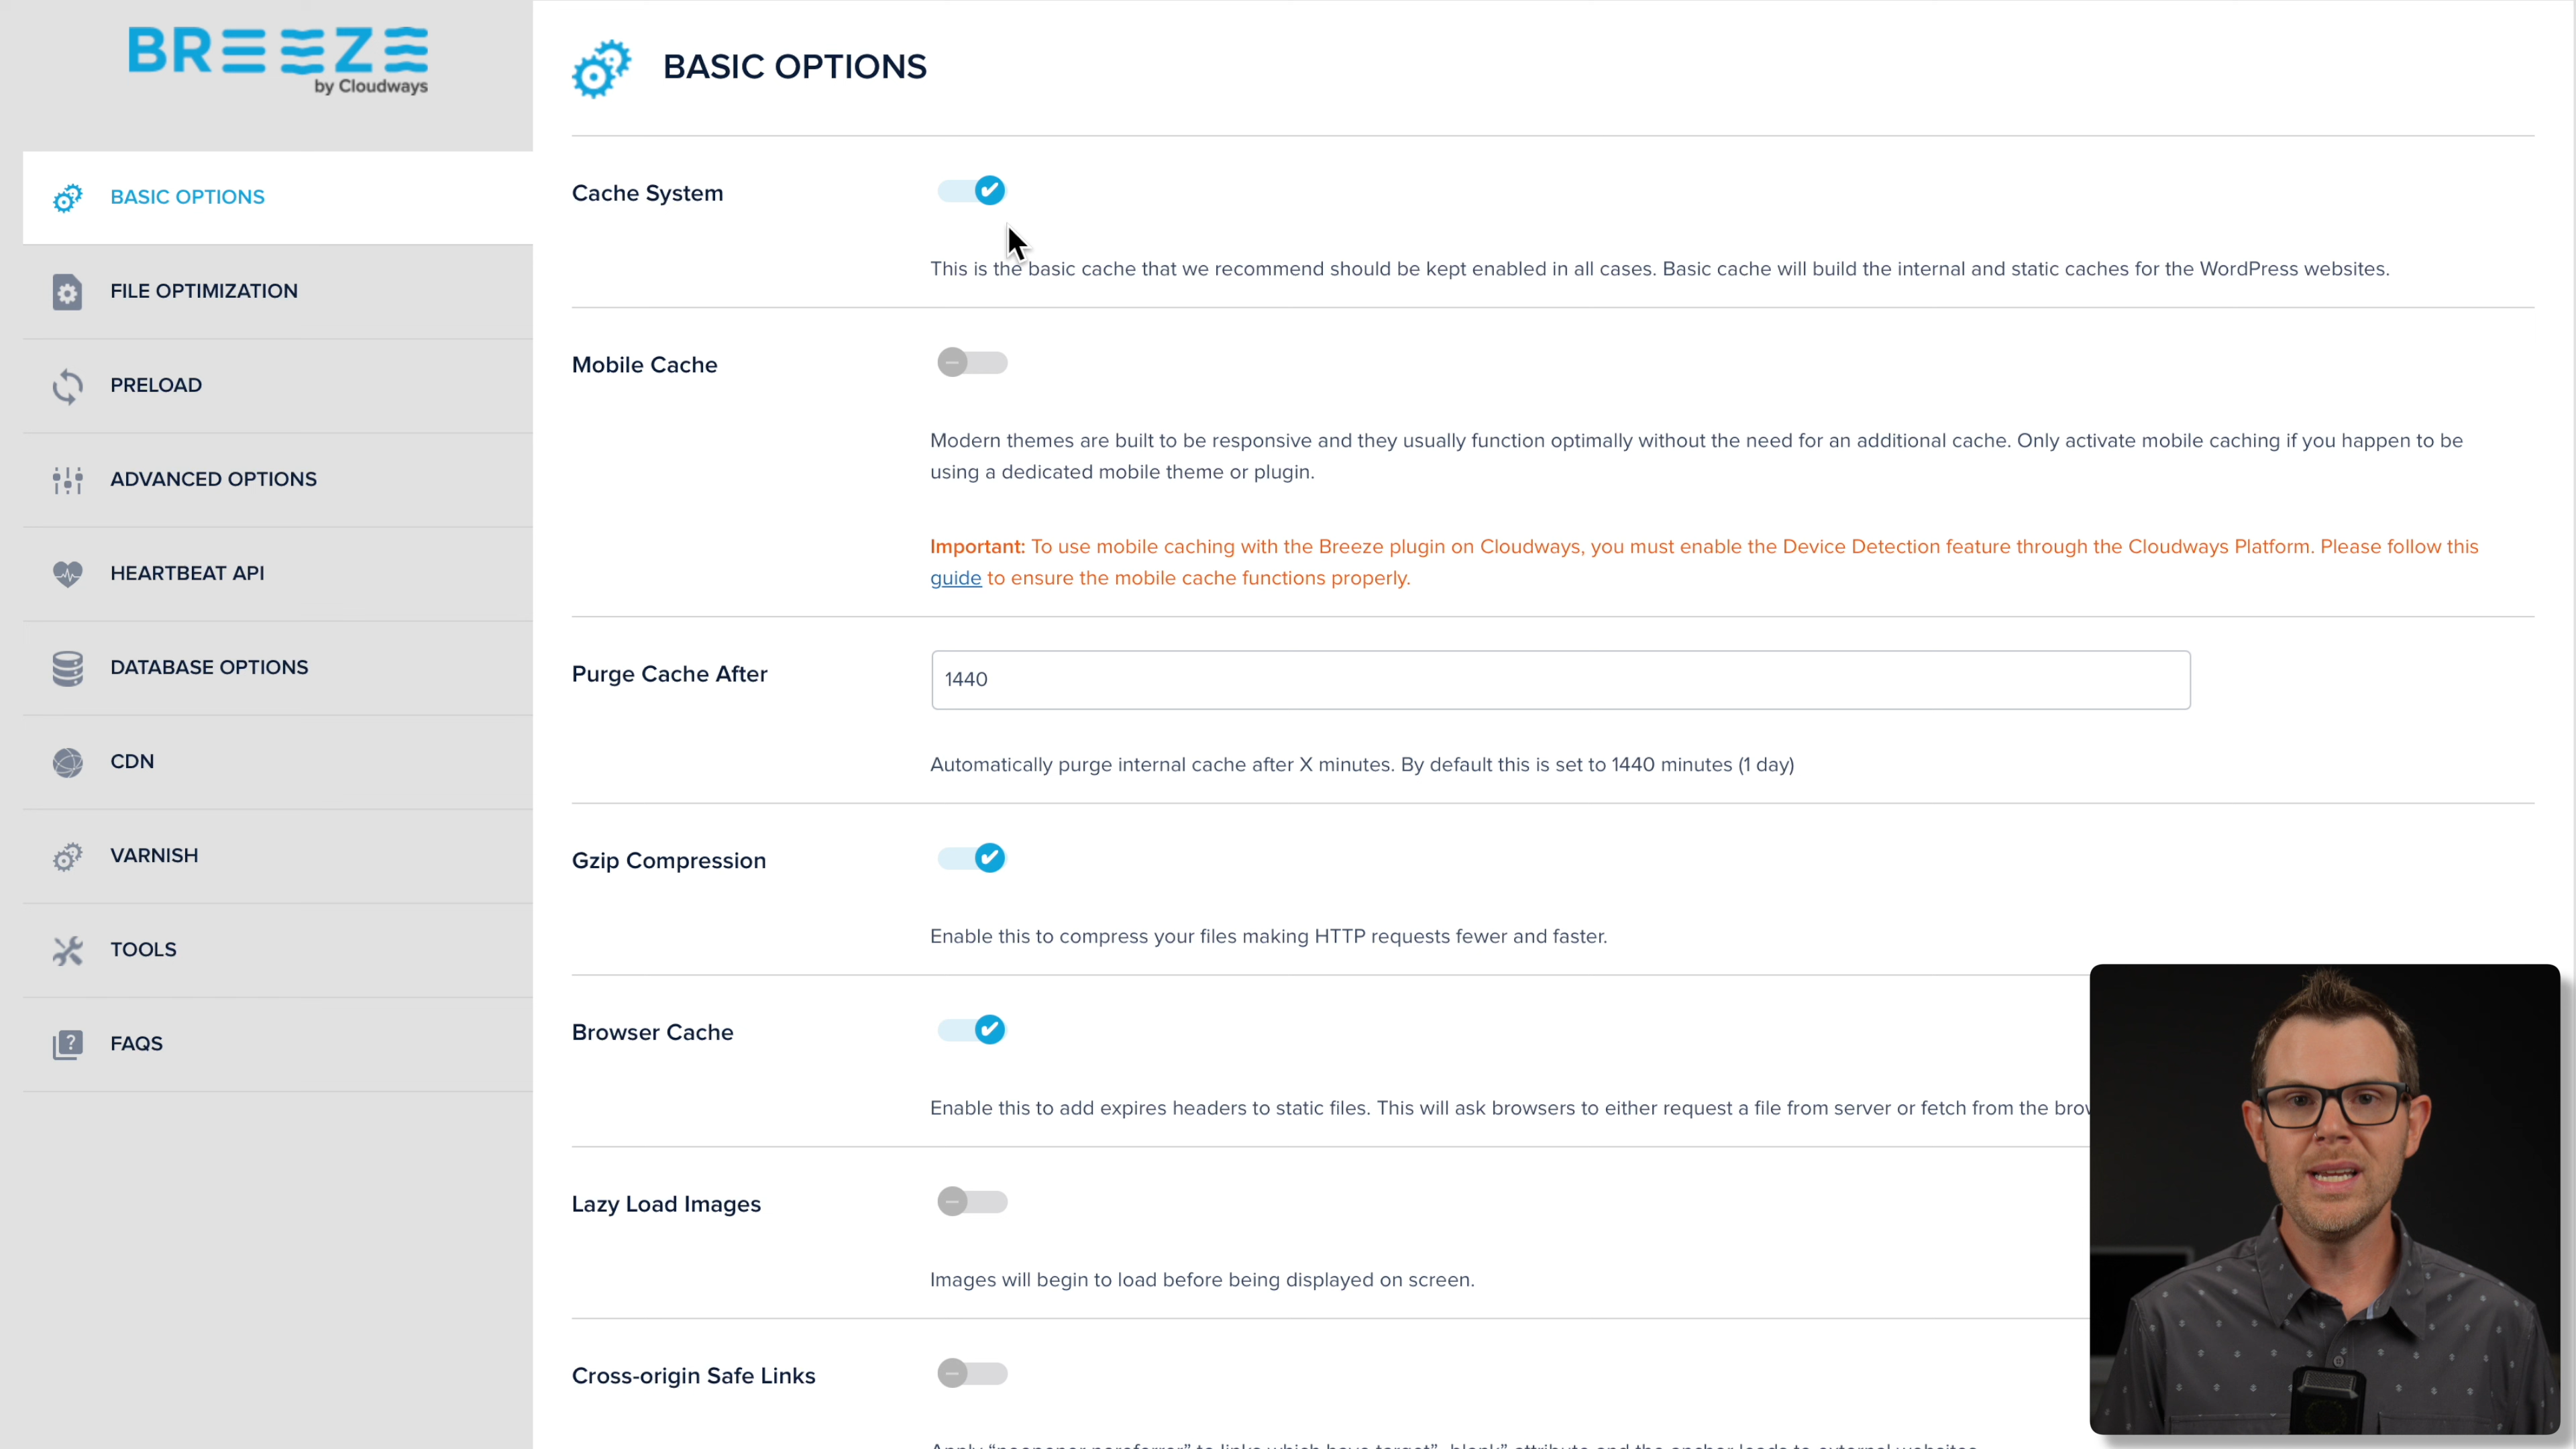 BREEZE
by Cloudways
BASIC OPTIONS
FILE OPTIMIZATION
PRELOAD
ADVANCED OPTIONS
HEARTBEAT API
DATABASE OPTIONS
CDN
VARNISH
TOOLS
FAQS
BASIC OPTIONS
Cache System
This is the basic cache that we recommend should be kept enabled in all cases. Basic cache will build the internal and static caches for the WordPress websites.
Mobile Cache
Modern themes are built to be responsive and they usually function optimally without the need for an additional cache. Only activate mobile caching if you happen to be
using a dedicated mobile theme or plugin.
Important: To use mobile caching with the Breeze plugin on Cloudways, you must enable the Device Detection feature through the Cloudways Platform. Please follow this
guide to ensure the mobile cache functions properly.
Purge Cache After
1440
Automatically purge internal cache after X minutes. By default this is set to 1440 minutes (1 day)
Gzip Compression
Enable this to compress your files making HTTP requests fewer and faster.
Browser Cache
Enable this to add expires headers to static files. This will ask browsers to either request a file from server or fetch from the
Lazy Load Images
Images will begin to load before being displayed on screen.
Cross-origin Safe Links